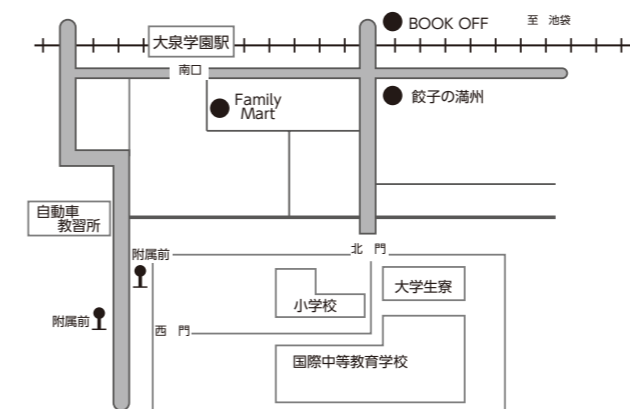 BOOK OFF
至 池袋
大泉学園駅
南口
Family
Mart
餃子の満州
自動車
教習所
附属前
北 門
小学校
大学生寮
附属前
西 門
国際中等教育学校